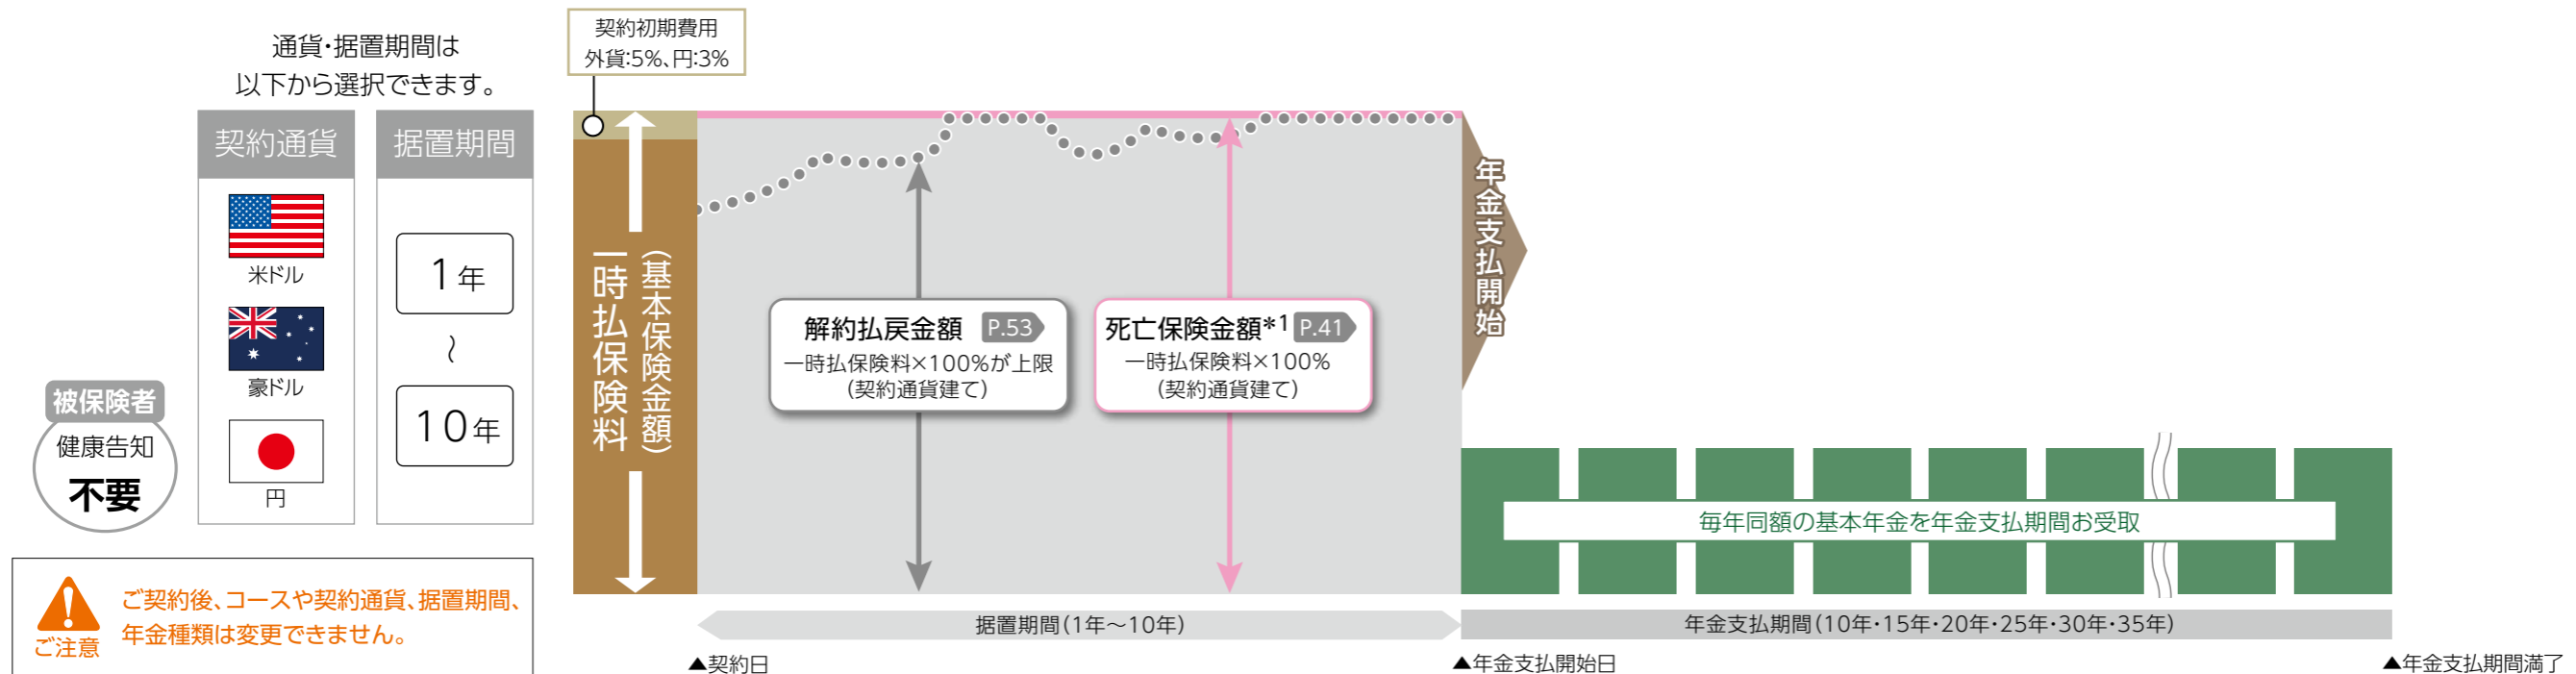 通貨・据置期間は
以下から選択できます。
契約通貨
米ドル
豪ドル
円
据置期間
1年
〜
10年
被保険者
健康告知
不要
ご注意
ご契約後、コースや契約通貨、据置期間、
年金種類は変更できません。
契約初期費用
外貨:5%、円:3%
一時払保険料
(基本保険金額)
解約払戻金額 P.53
一時払保険料×100%が上限
(契約通貨建て)
死亡保険金額*1 P.41
一時払保険料×100%
(契約通貨建て)
年金支払開始
毎年同額の基本年金を年金支払期間お受取
据置期間(1年〜10年)
年金支払期間(10年・15年・20年・25年・30年・35年)
▲契約日
▲年金支払開始日
▲年金支払期間満了